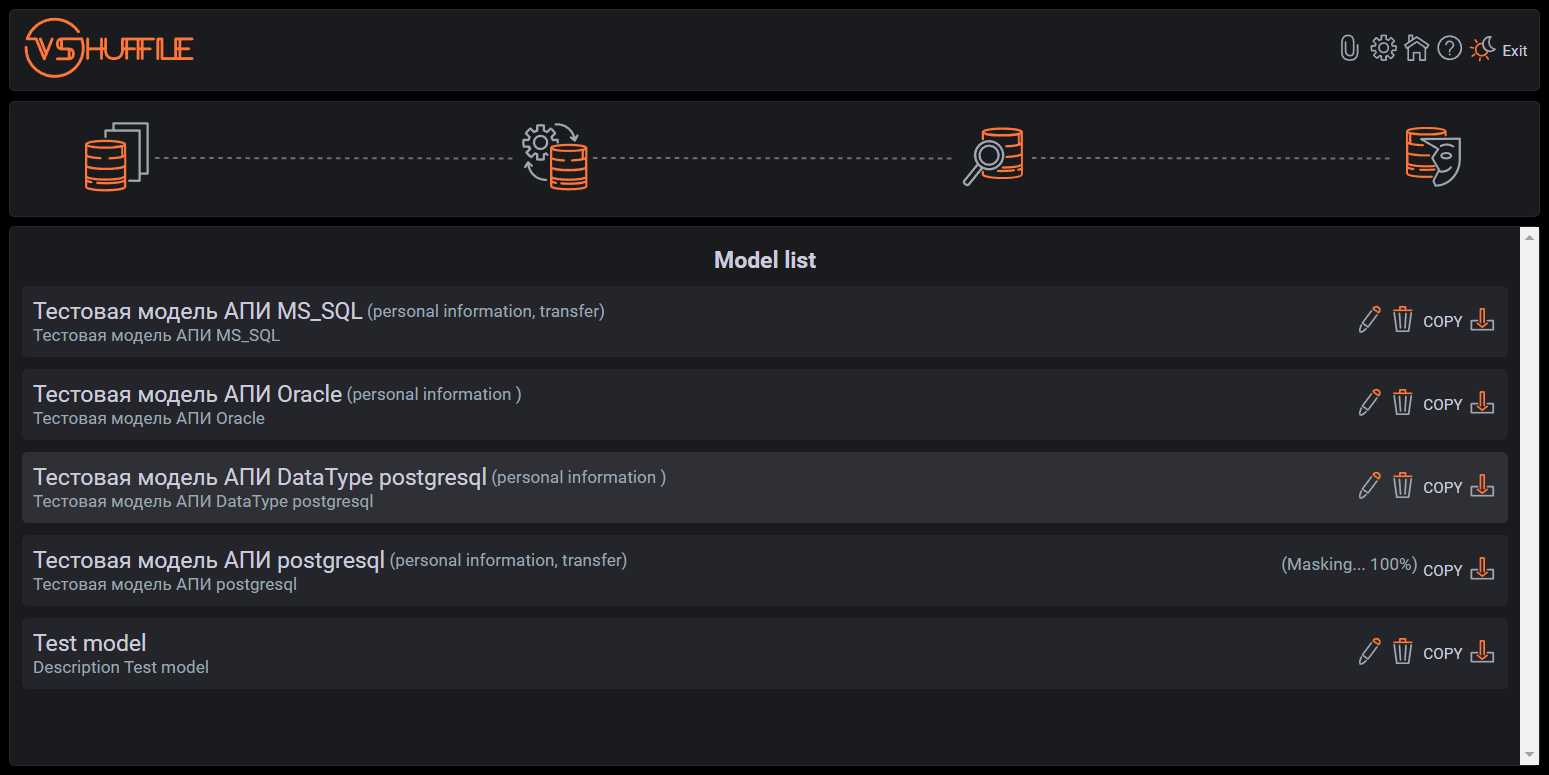 VSHUFFLE
Exit
Model list
Тестовая модель АПИ MS_SQL (personal information, transfer)
Тестовая модель АПИ MS_SQL
COPY
Тестовая модель АПИ Oracle (personal information )
Тестовая модель АПИ Oracle
COPY
Тестовая модель АПИ DataType postgresql (personal information )
Тестовая модель АПИ DataType postgresql
COPY
Тестовая модель АПИ postgresql (personal information, transfer)
Тестовая модель АПИ postgresql
(Masking... 100%) COPY
Test model
Description Test model
COPY